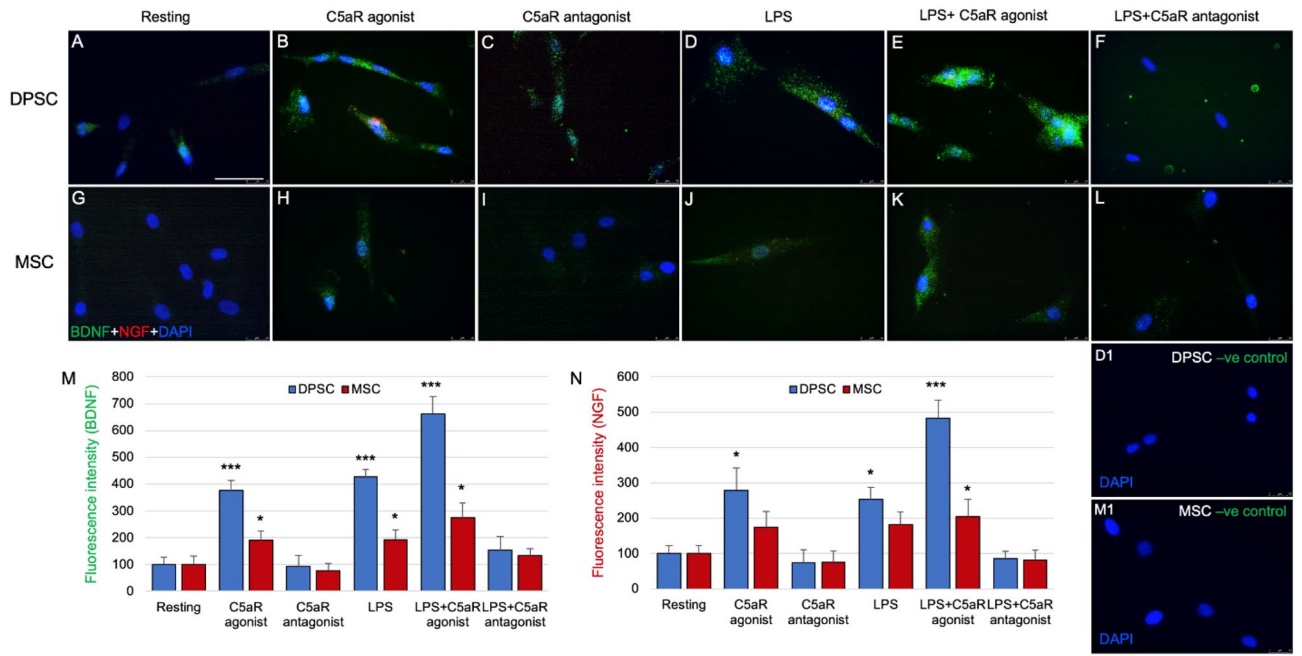 Resting C5aR agonist C5aR antagonist LPS LPS+ C5aR agonist LPS+C5aR antagonist
DPSC A B C D E F
MSC G H I J K L
BDNF+NGF+DAPI
M
Fluorescence intensity (BDNF)
800
700
600
500
400
300
200
100
0
DPSC MSC
*** * *** * *** *
Resting C5aR agonist C5aR antagonist LPS LPS+C5aR agonist LPS+C5aR antagonist
N
Fluorescence intensity (NGF)
600
500
400
300
200
100
0
DPSC MSC
* * *** *
Resting C5aR agonist C5aR antagonist LPS LPS+C5aR agonist LPS+C5aR antagonist
D1 DPSC –ve control
DAPI
M1 MSC –ve control
DAPI